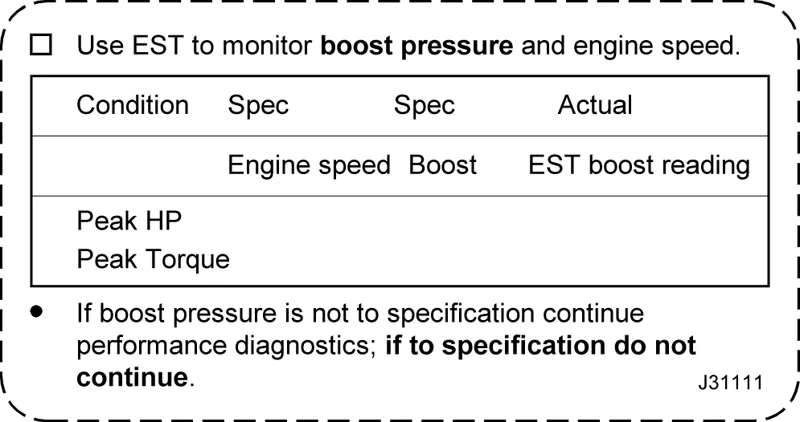 Use EST to monitor boost pressure and engine speed.
Condition Spec Spec Actual
Engine speed Boost EST boost reading
Peak HP
Peak Torque
If boost pressure is not to specification continue
performance diagnostics; if to specification do not
continue.
J31111